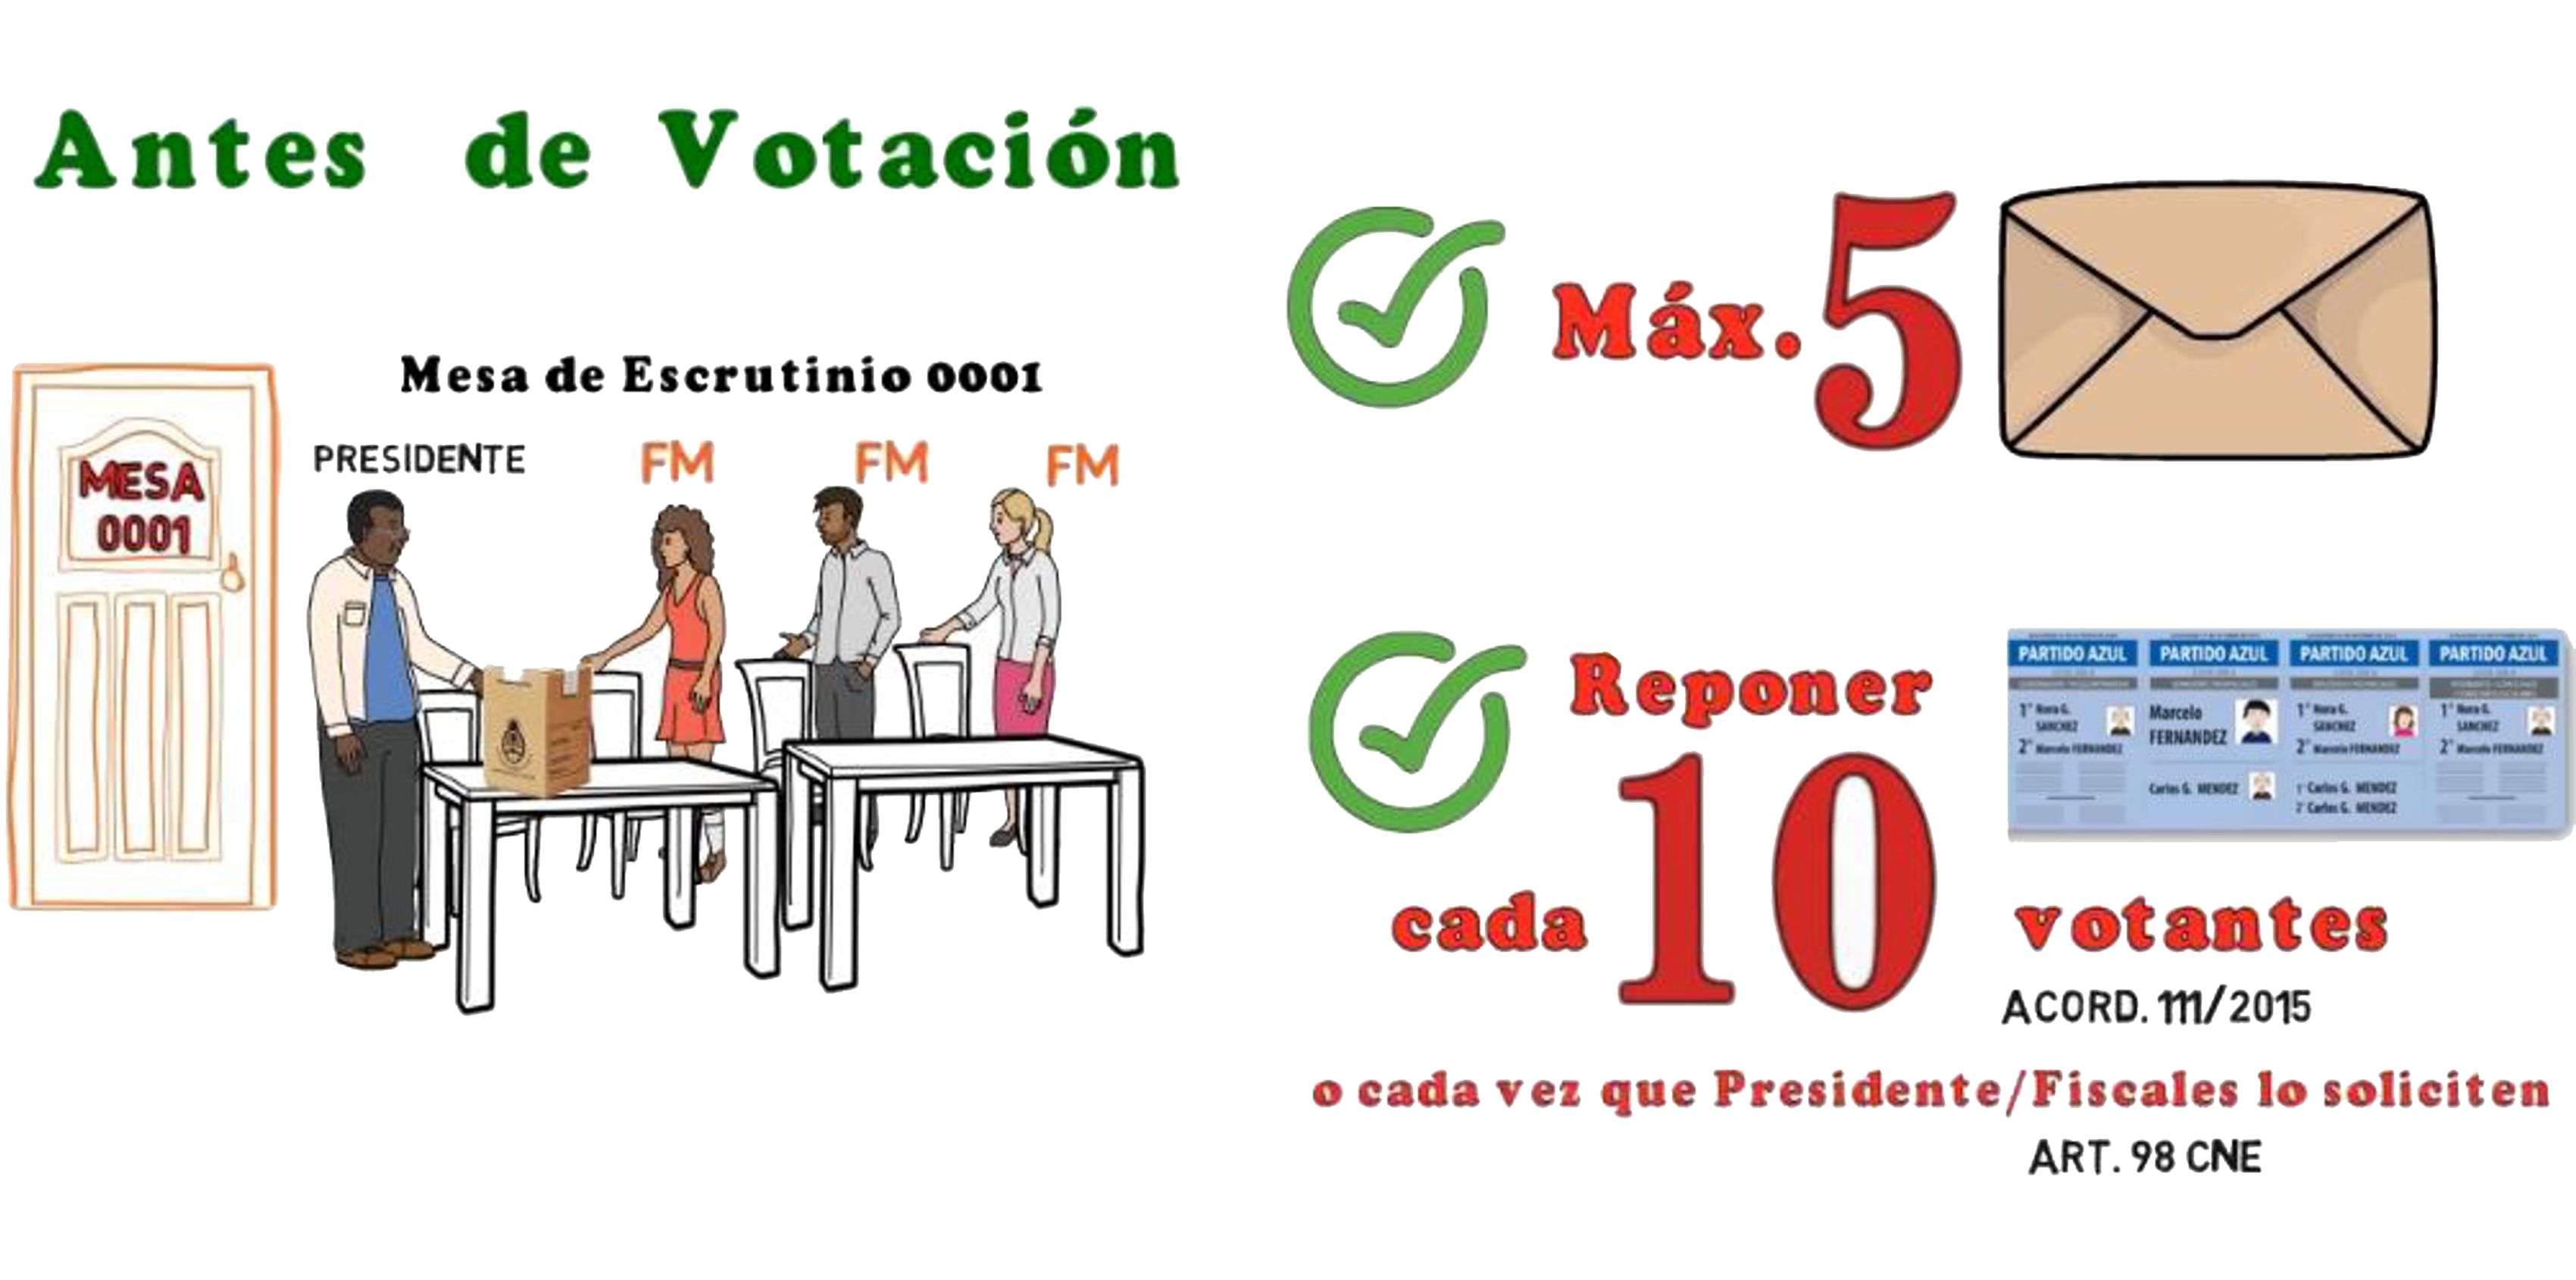 Antes de Votación
Mesa de Escrutinio 0001
PRESIDENTE FM FM FM
MESA
0001
Máx. 5
Reponer
cada 10 votantes
PARTIDO AZUL PARTIDO AZUL PARTIDO AZUL PARTIDO AZUL
1° Nora G. SANCHEZ
2° Marcelo FERNANDEZ
Marcelo
FERNANDEZ
Carlos G. MENDEZ
1° Nora G. SANCHEZ
2° Marcelo FERNANDEZ
1° Carlos G. MENDEZ
2° Carlos G. MENDEZ
1° Nora G. SANCHEZ
2° Marcelo FERNANDEZ
ACORD. 111/2015
o cada vez que Presidente/Fiscales lo soliciten
ART. 98 CNE